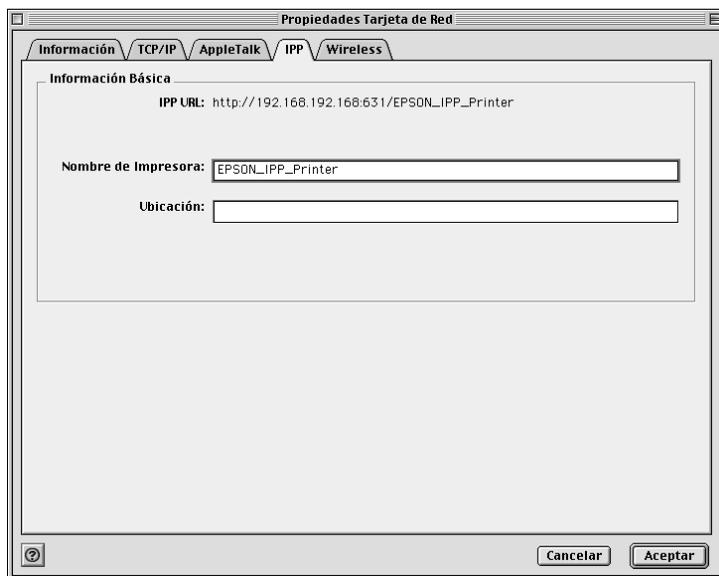 Propiedades Tarjeta de Red
Información TCP/IP AppleTalk IPP Wireless
Información Básica
IPP URL: http://192.168.192.168:631/EPSON_IPP_Printer
Nombre de Impresora: EPSON_IPP_Printer
Ubicación:
?
Cancelar Aceptar